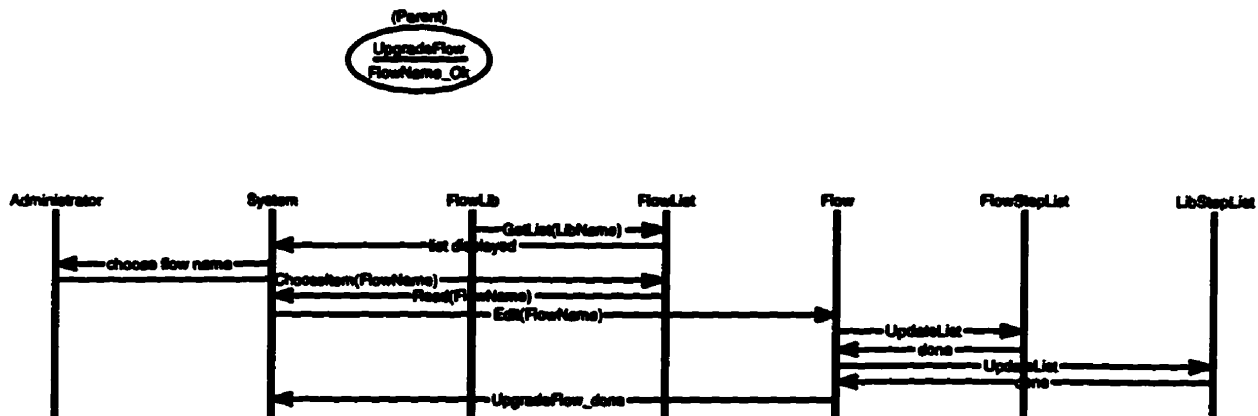 (Parent)
UpgradeFlow
FlowName_Ok
Administrator System FlowLib FlowList Flow FlowStepList LibStepList
GetList(LibName)
list displayed
choose flow name
ChooseItem(FlowName)
Read(FlowName)
Edit(FlowName)
UpdateList
done
UpdateList
done
UpgradeFlow_done